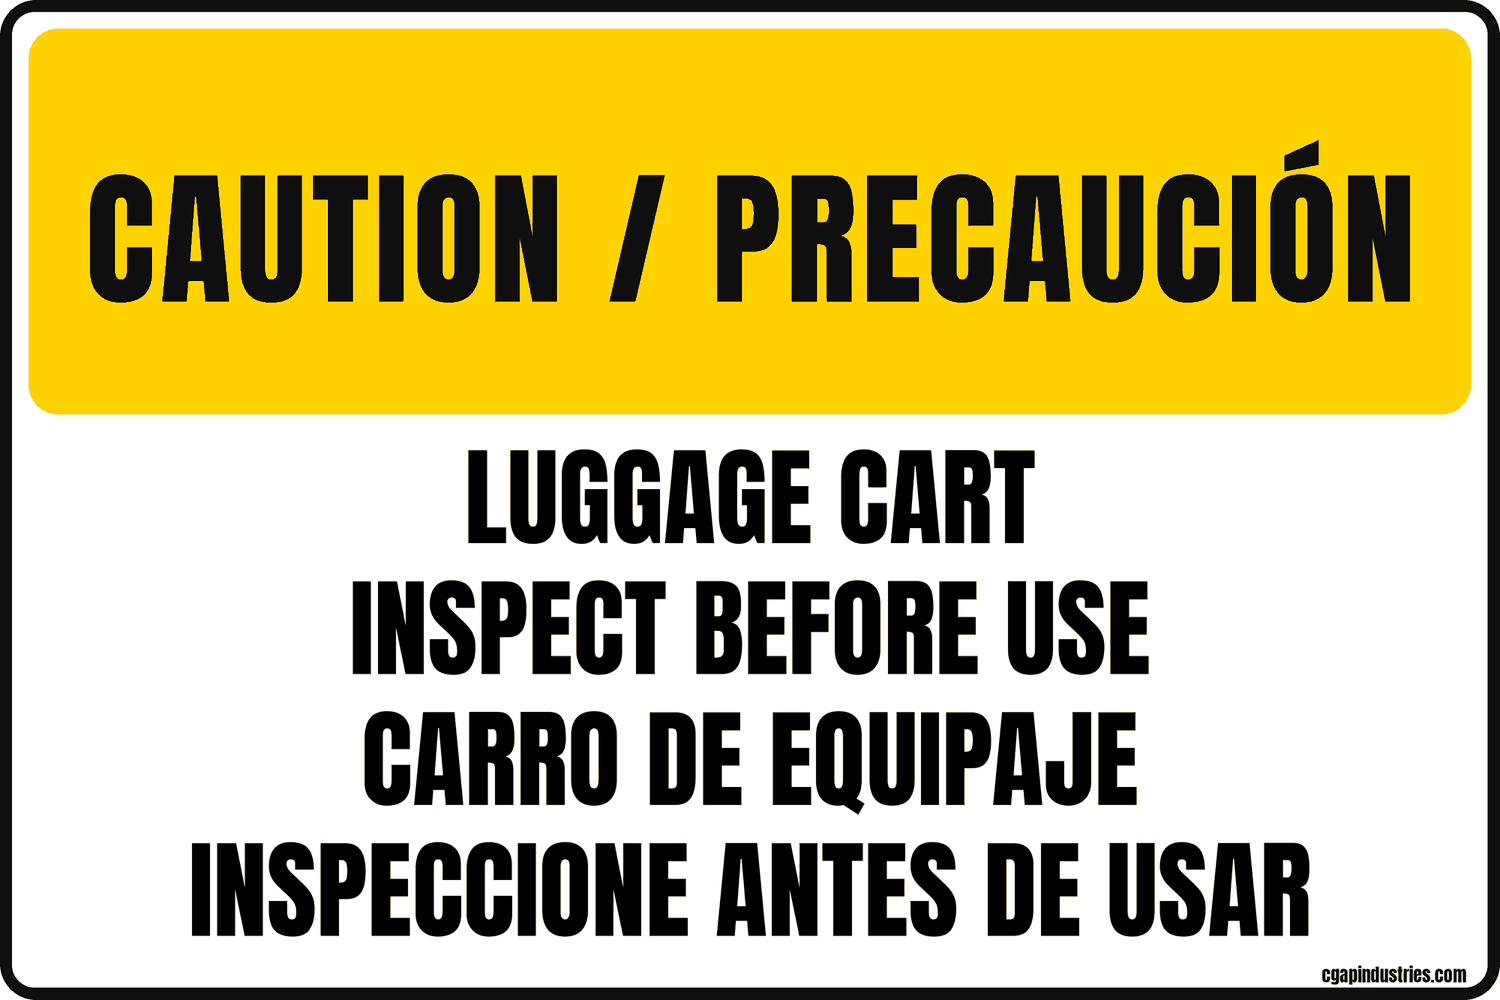 CAUTION / PRECAUCIÓN
LUGGAGE CART
INSPECT BEFORE USE
CARRO DE EQUIPAJE
INSPECCIONE ANTES DE USAR
cgapindustries.com